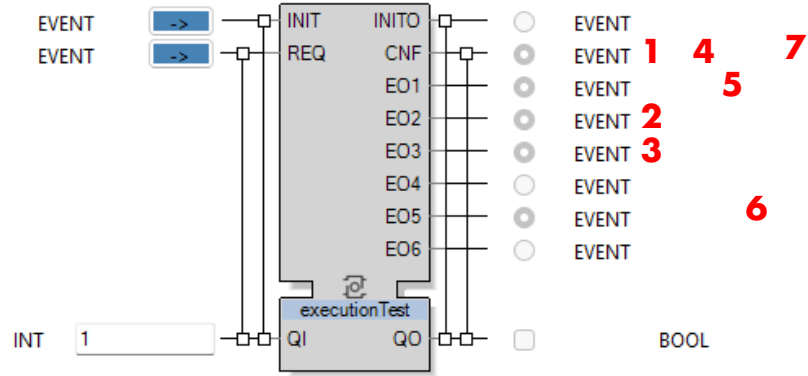 EVENT -> INIT INITO EVENT
EVENT -> REQ CNF EVENT 1 4 7
EO1 EVENT 5
EO2 EVENT 2
EO3 EVENT 3
EO4 EVENT
EO5 EVENT 6
EO6 EVENT
executionTest
INT 1 QI QO BOOL